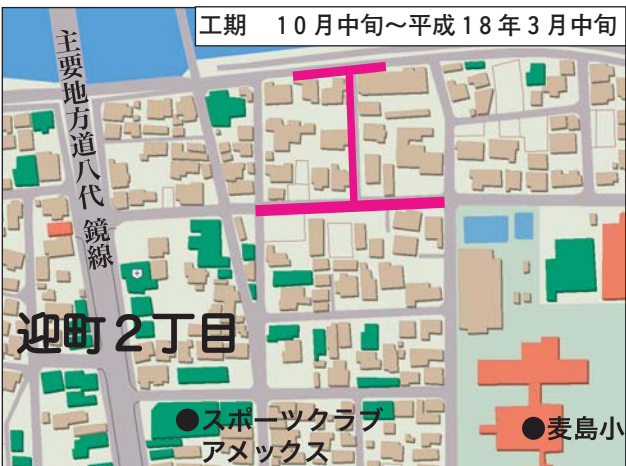 工期 10月中旬～平成18年3月中旬
主要地方道八代 鏡線
迎町2丁目
●スポーツクラブ
アメックス
●麦島小